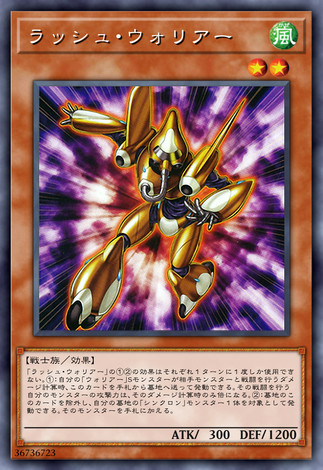 ラッシュ・ウォリアー
風
【戦士族／効果】
「ラッシュ・ウォリアー」の①②の効果はそれぞれ１ターンに１度しか使用でき
ない。①：自分の「ウォリアー」Ｓモンスターが相手モンスターと戦闘を行うダメ
ージ計算時、このカードを手札から墓地へ送って発動できる。その戦闘を行う
自分のモンスターの攻撃力は、そのダメージ計算時のみ倍になる。②：墓地のこ
のカードを除外し、自分の墓地の「シンクロン」モンスター１体を対象として発
動できる。そのモンスターを手札に加える。
ATK/ 300 DEF/1200
36736723